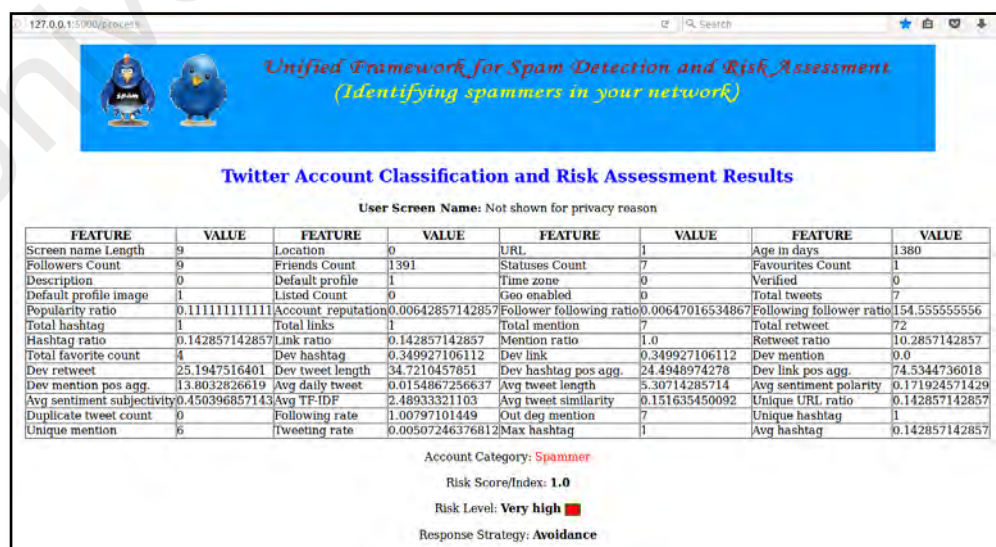 127.0.0.1:5000/process
Search
SPAM
Unified Framework for Spam Detection and Risk Assessment
(Identifying spammers in your network)
Twitter Account Classification and Risk Assessment Results
User Screen Name: Not shown for privacy reason
FEATURE VALUE FEATURE VALUE FEATURE VALUE FEATURE VALUE
Screen name Length 9 Location 0 URL 1 Age in days 1380
Followers Count 9 Friends Count 1391 Statuses Count 7 Favourites Count 1
Description 0 Default profile 1 Time zone 0 Verified 0
Default profile image 1 Listed Count 0 Geo enabled 0 Total tweets 7
Popularity ratio 0.111111111111 Account reputation 0.00642857142857 Follower following ratio 0.00647016534867 Following follower ratio 154.555555556
Total hashtag 1 Total links 1 Total mention 7 Total retweet 72
Hashtag ratio 0.142857142857 Link ratio 0.142857142857 Mention ratio 1.0 Retweet ratio 10.2857142857
Total favorite count 4 Dev hashtag 0.349927106112 Dev link 0.349927106112 Dev mention 0.0
Dev retweet 25.1947516401 Dev tweet length 34.7210457851 Dev hashtag pos agg. 24.4948974278 Dev link pos agg. 74.5344736018
Dev mention pos agg. 13.8032826619 Avg daily tweet 0.0154867256637 Avg tweet length 5.30714285714 Avg sentiment polarity 0.171924571429
Avg sentiment subjectivity 0.450396857143 Avg TF-IDF 2.48933321103 Avg tweet similarity 0.151635450092 Unique URL ratio 0.142857142857
Duplicate tweet count 0 Following rate 1.00797101449 Out deg mention 7 Unique hashtag 1
Unique mention 6 Tweeting rate 0.00507246376812 Max hashtag 1 Avg hashtag 0.142857142857
Account Category: Spammer
Risk Score/Index: 1.0
Risk Level: Very high
Response Strategy: Avoidance